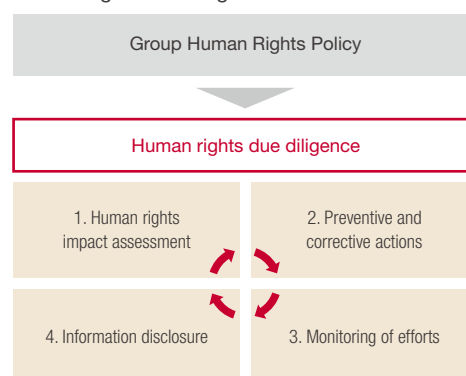 Group Human Rights Policy
Human rights due diligence
1. Human rights
impact assessment
2. Preventive and
corrective actions
4. Information disclosure
3. Monitoring of efforts